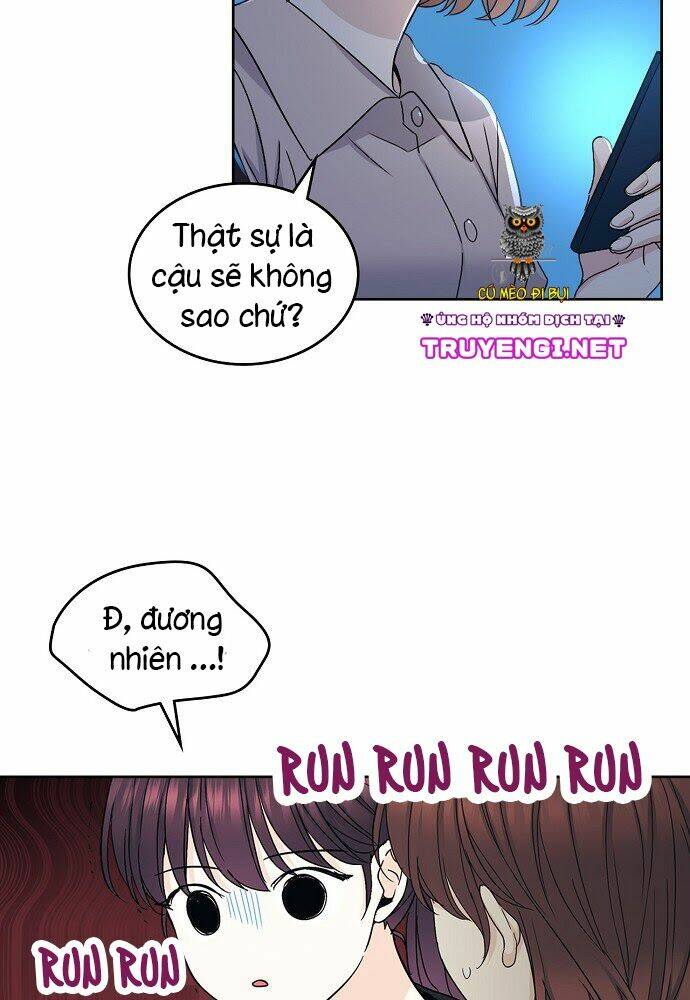 Thật sự là
cậu sẽ không
sao chứ?
CÚ MÈO ĐI BỤI
ỦNG HỘ NHÓM DỊCH TẠI
TRUYENGI.NET
Đ, đương
nhiên ...!
RUN RUN RUN RUN
RUN RUN